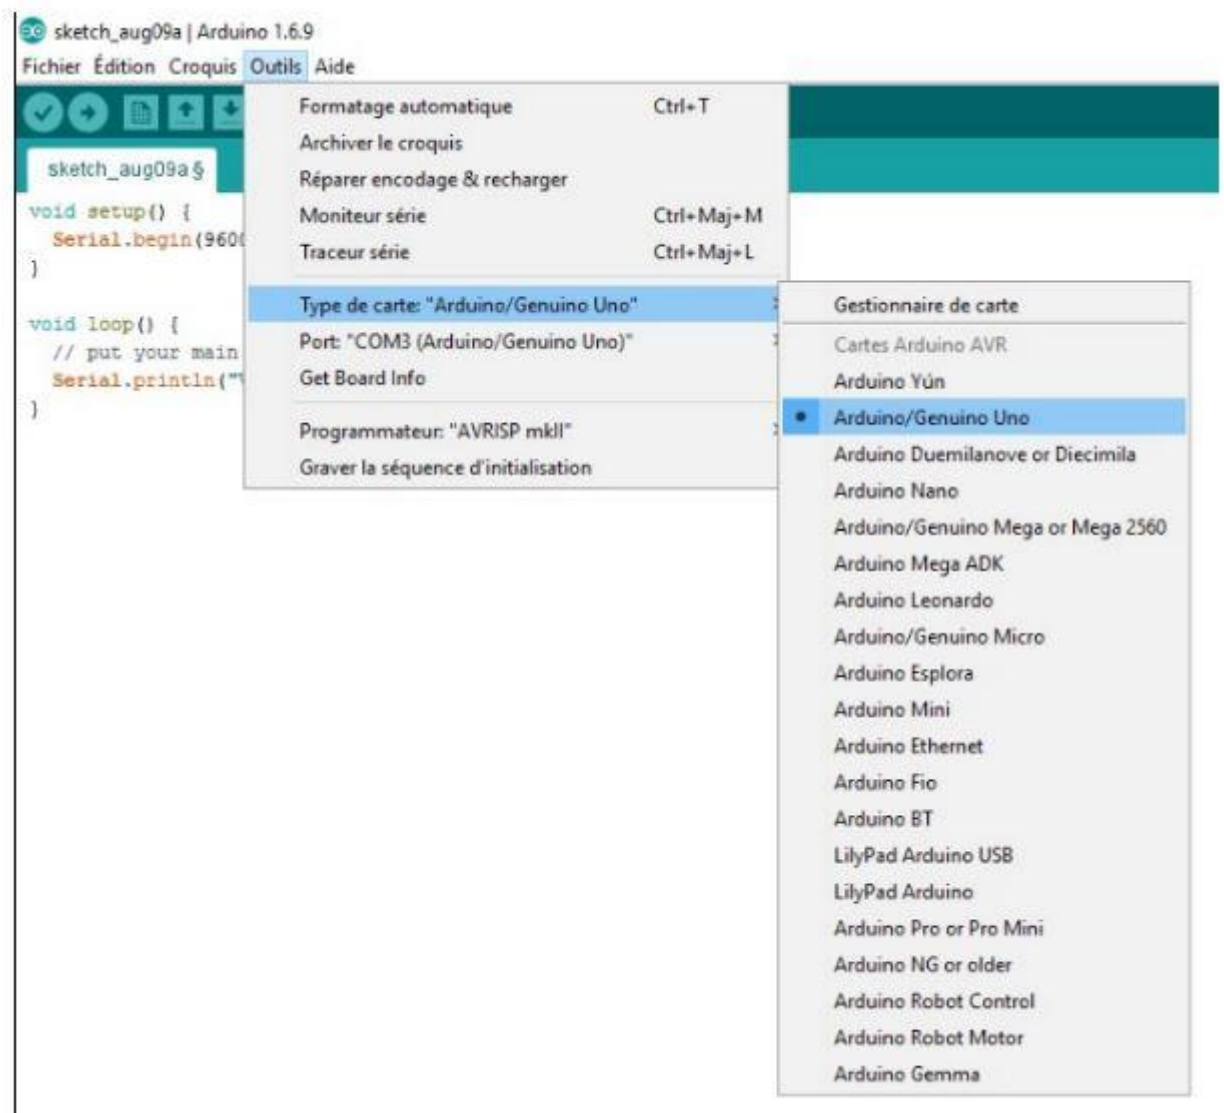 sketch_aug09a | Arduino 1.6.9
Fichier Édition Croquis Outils Aide
sketch_aug09a §
void setup() {
Serial.begin(960
}
void loop() {
// put your main
Serial.println("
}
Formatage automatique Ctrl+T
Archiver le croquis
Réparer encodage & recharger
Moniteur série Ctrl+Maj+M
Traceur série Ctrl+Maj+L
Type de carte: "Arduino/Genuino Uno"
Port: "COM3 (Arduino/Genuino Uno)"
Get Board Info
Programmateur: "AVRISP mkII"
Graver la séquence d'initialisation
Gestionnaire de carte
Cartes Arduino AVR
Arduino Yún
Arduino/Genuino Uno
Arduino Duemilanove or Diecimila
Arduino Nano
Arduino/Genuino Mega or Mega 2560
Arduino Mega ADK
Arduino Leonardo
Arduino/Genuino Micro
Arduino Esplora
Arduino Mini
Arduino Ethernet
Arduino Fio
Arduino BT
LilyPad Arduino USB
LilyPad Arduino
Arduino Pro or Pro Mini
Arduino NG or older
Arduino Robot Control
Arduino Robot Motor
Arduino Gemma